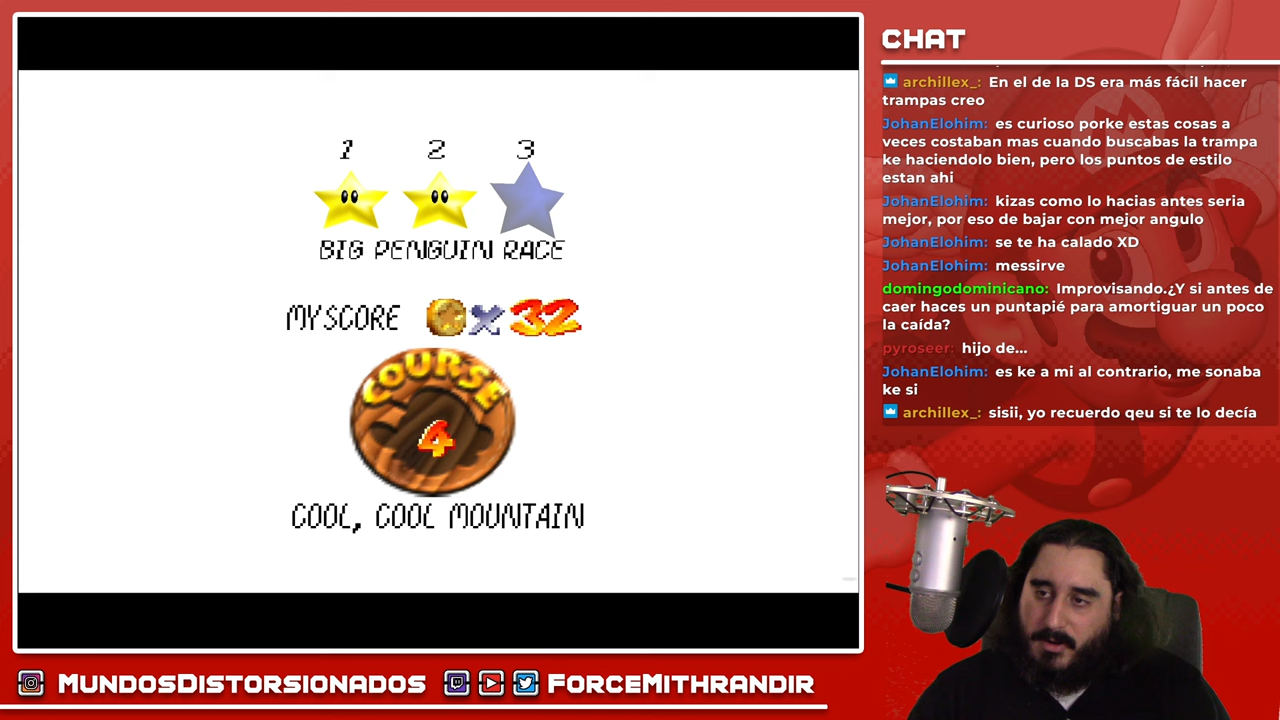 1 2 3
BIG PENGUIN RACE
MY SCORE x 32
COURSE
4
COOL, COOL MOUNTAIN
CHAT
archillex_: En el de la DS era más fácil hacer
trampas creo
JohanElohim: es curioso porke estas cosas a
veces costaban mas cuando buscabas la trampa
ke haciendolo bien, pero los puntos de estilo
estan ahi
JohanElohim: kizas como lo hacias antes seria
mejor, por eso de bajar con mejor angulo
JohanElohim: se te ha calado XD
JohanElohim: messirve
domingodominicano: Improvisando.¿Y si antes de
caer haces un puntapié para amortiguar un poco
la caída?
pyroseer: hijo de...
JohanElohim: es ke a mi al contrario, me sonaba
ke si
archillex_: sisii, yo recuerdo qeu si te lo decía
MUNDOSDISTORSIONADOS FORCEMITHRANDIR